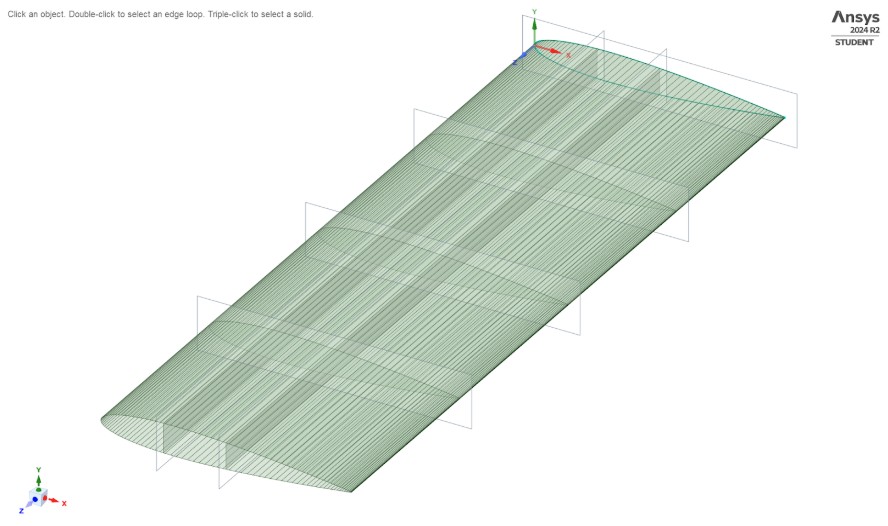 Click an object. Double-click to select an edge loop. Triple-click to select a solid.
Ansys
2024 R2
STUDENT
Y
X
Z
Y
X
Z